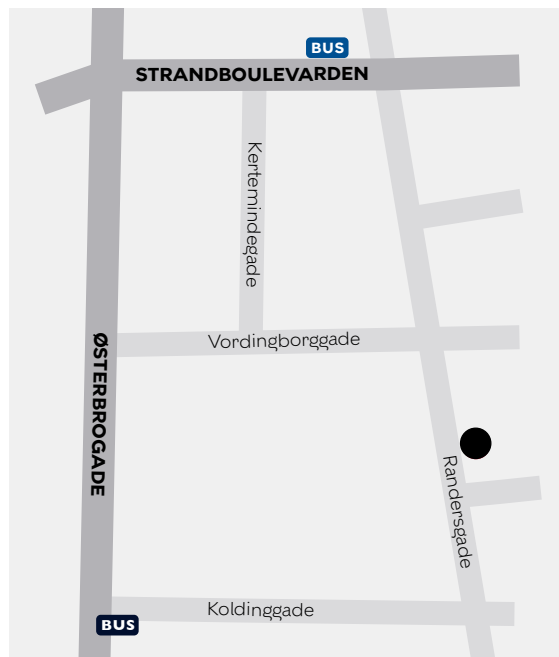 BUS
STRANDBOULEVARDEN
Kertemindegade
ØSTERBROGADE
Vordingborggade
Randersgade
Koldinggade
BUS